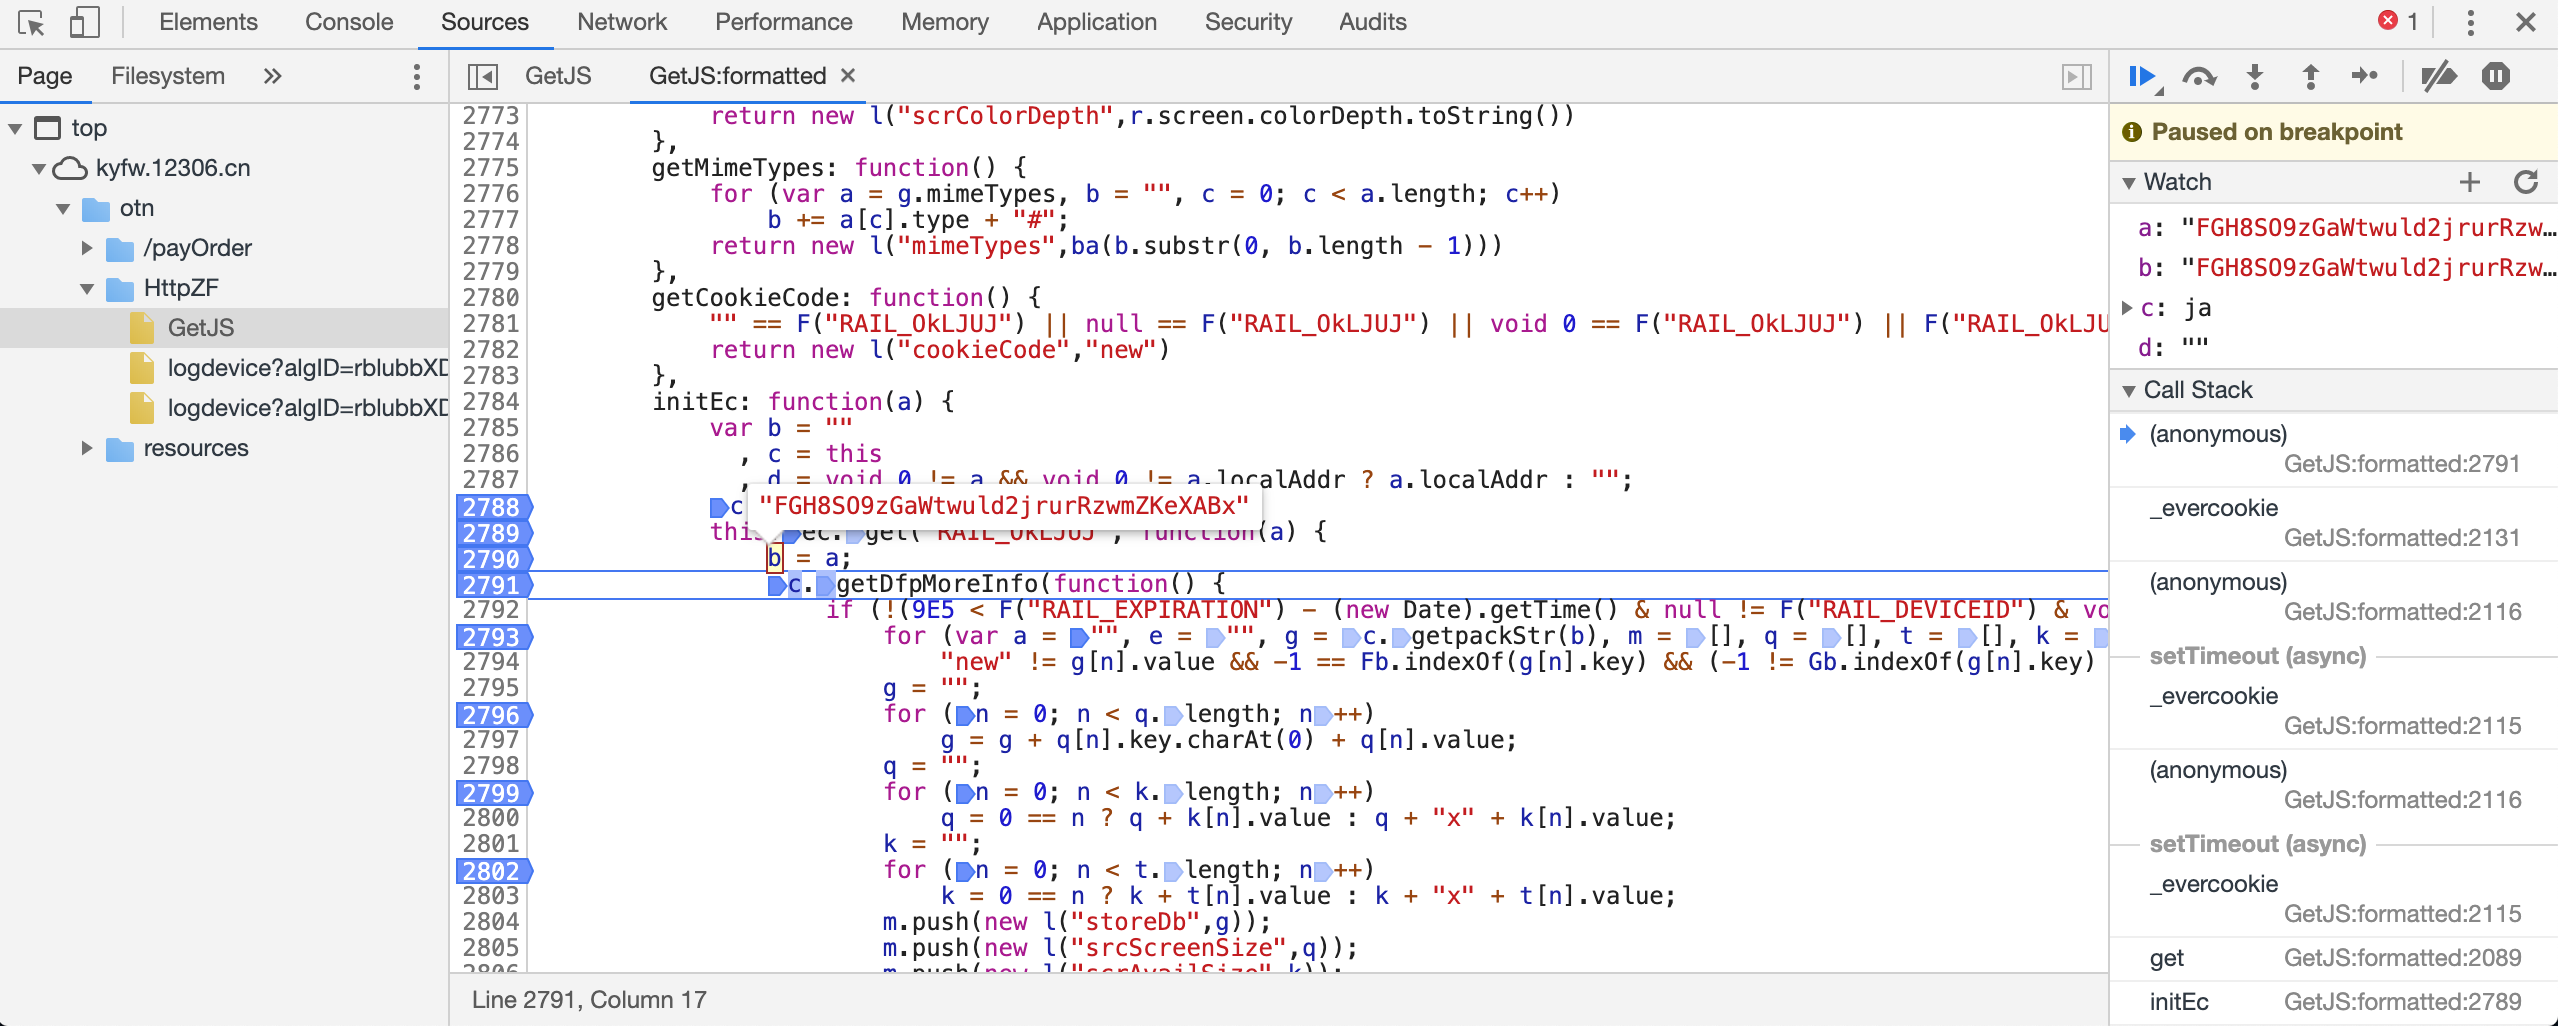 Elements Console Sources Network Performance Memory Application Security Audits 1
Page Filesystem »
GetJS GetJS:formatted ×
top
kyfw.12306.cn
otn
/payOrder
HttpZF
GetJS
logdevice?algID=rblubbXD
logdevice?algID=rblubbXD
resources
2773 return new l("scrColorDepth",r.screen.colorDepth.toString())
2774 },
2775 getMimeTypes: function() {
2776 for (var a = g.mimeTypes, b = "", c = 0; c < a.length; c++)
2777 b += a[c].type + "#";
2778 return new l("mimeTypes",ba(b.substr(0, b.length - 1)))
2779 },
2780 getCookieCode: function() {
2781 "" == F("RAIL_OkLJUJ") || null == F("RAIL_OkLJUJ") || void 0 == F("RAIL_OkLJUJ") || F("RAIL_OkLJU
2782 return new l("cookieCode","new")
2783 },
2784 initEc: function(a) {
2785 var b = ""
2786 , c = this
2787 , d = void 0 != a && void 0 != a.localAddr ? a.localAddr : "";
2788 c "FGH8SO9zGaWtwuld2jrurRzwmZKeXABx"
2789 this.ec.get("RAIL_OkLJUJ", function(a) {
2790 b = a;
2791 c.getDfpMoreInfo(function() {
2792 if (!(9E5 < F("RAIL_EXPIRATION") - (new Date).getTime() & null != F("RAIL_DEVICEID") & vo
2793 for (var a = "", e = "", g = c.getpackStr(b), m = [], q = [], t = [], k =
2794 "new" != g[n].value && -1 == Fb.indexOf(g[n].key) && (-1 != Gb.indexOf(g[n].key)
2795 g = "";
2796 for (n = 0; n < q.length; n++)
2797 g = g + q[n].key.charAt(0) + q[n].value;
2798 q = "";
2799 for (n = 0; n < k.length; n++)
2800 q = 0 == n ? q + k[n].value : q + "x" + k[n].value;
2801 k = "";
2802 for (n = 0; n < t.length; n++)
2803 k = 0 == n ? k + t[n].value : k + "x" + t[n].value;
2804 m.push(new l("storeDb",g));
2805 m.push(new l("srcScreenSize",q));
2806 m.push(new l("scrAvailSize",k));
Line 2791, Column 17
Paused on breakpoint
Watch
a: "FGH8SO9zGaWtwuld2jrurRzw…
b: "FGH8SO9zGaWtwuld2jrurRzw…
c: ja
d: ""
Call Stack
(anonymous)
GetJS:formatted:2791
_evercookie
GetJS:formatted:2131
(anonymous)
GetJS:formatted:2116
setTimeout (async)
_evercookie
GetJS:formatted:2115
(anonymous)
GetJS:formatted:2116
setTimeout (async)
_evercookie
GetJS:formatted:2115
get GetJS:formatted:2089
initEc GetJS:formatted:2789